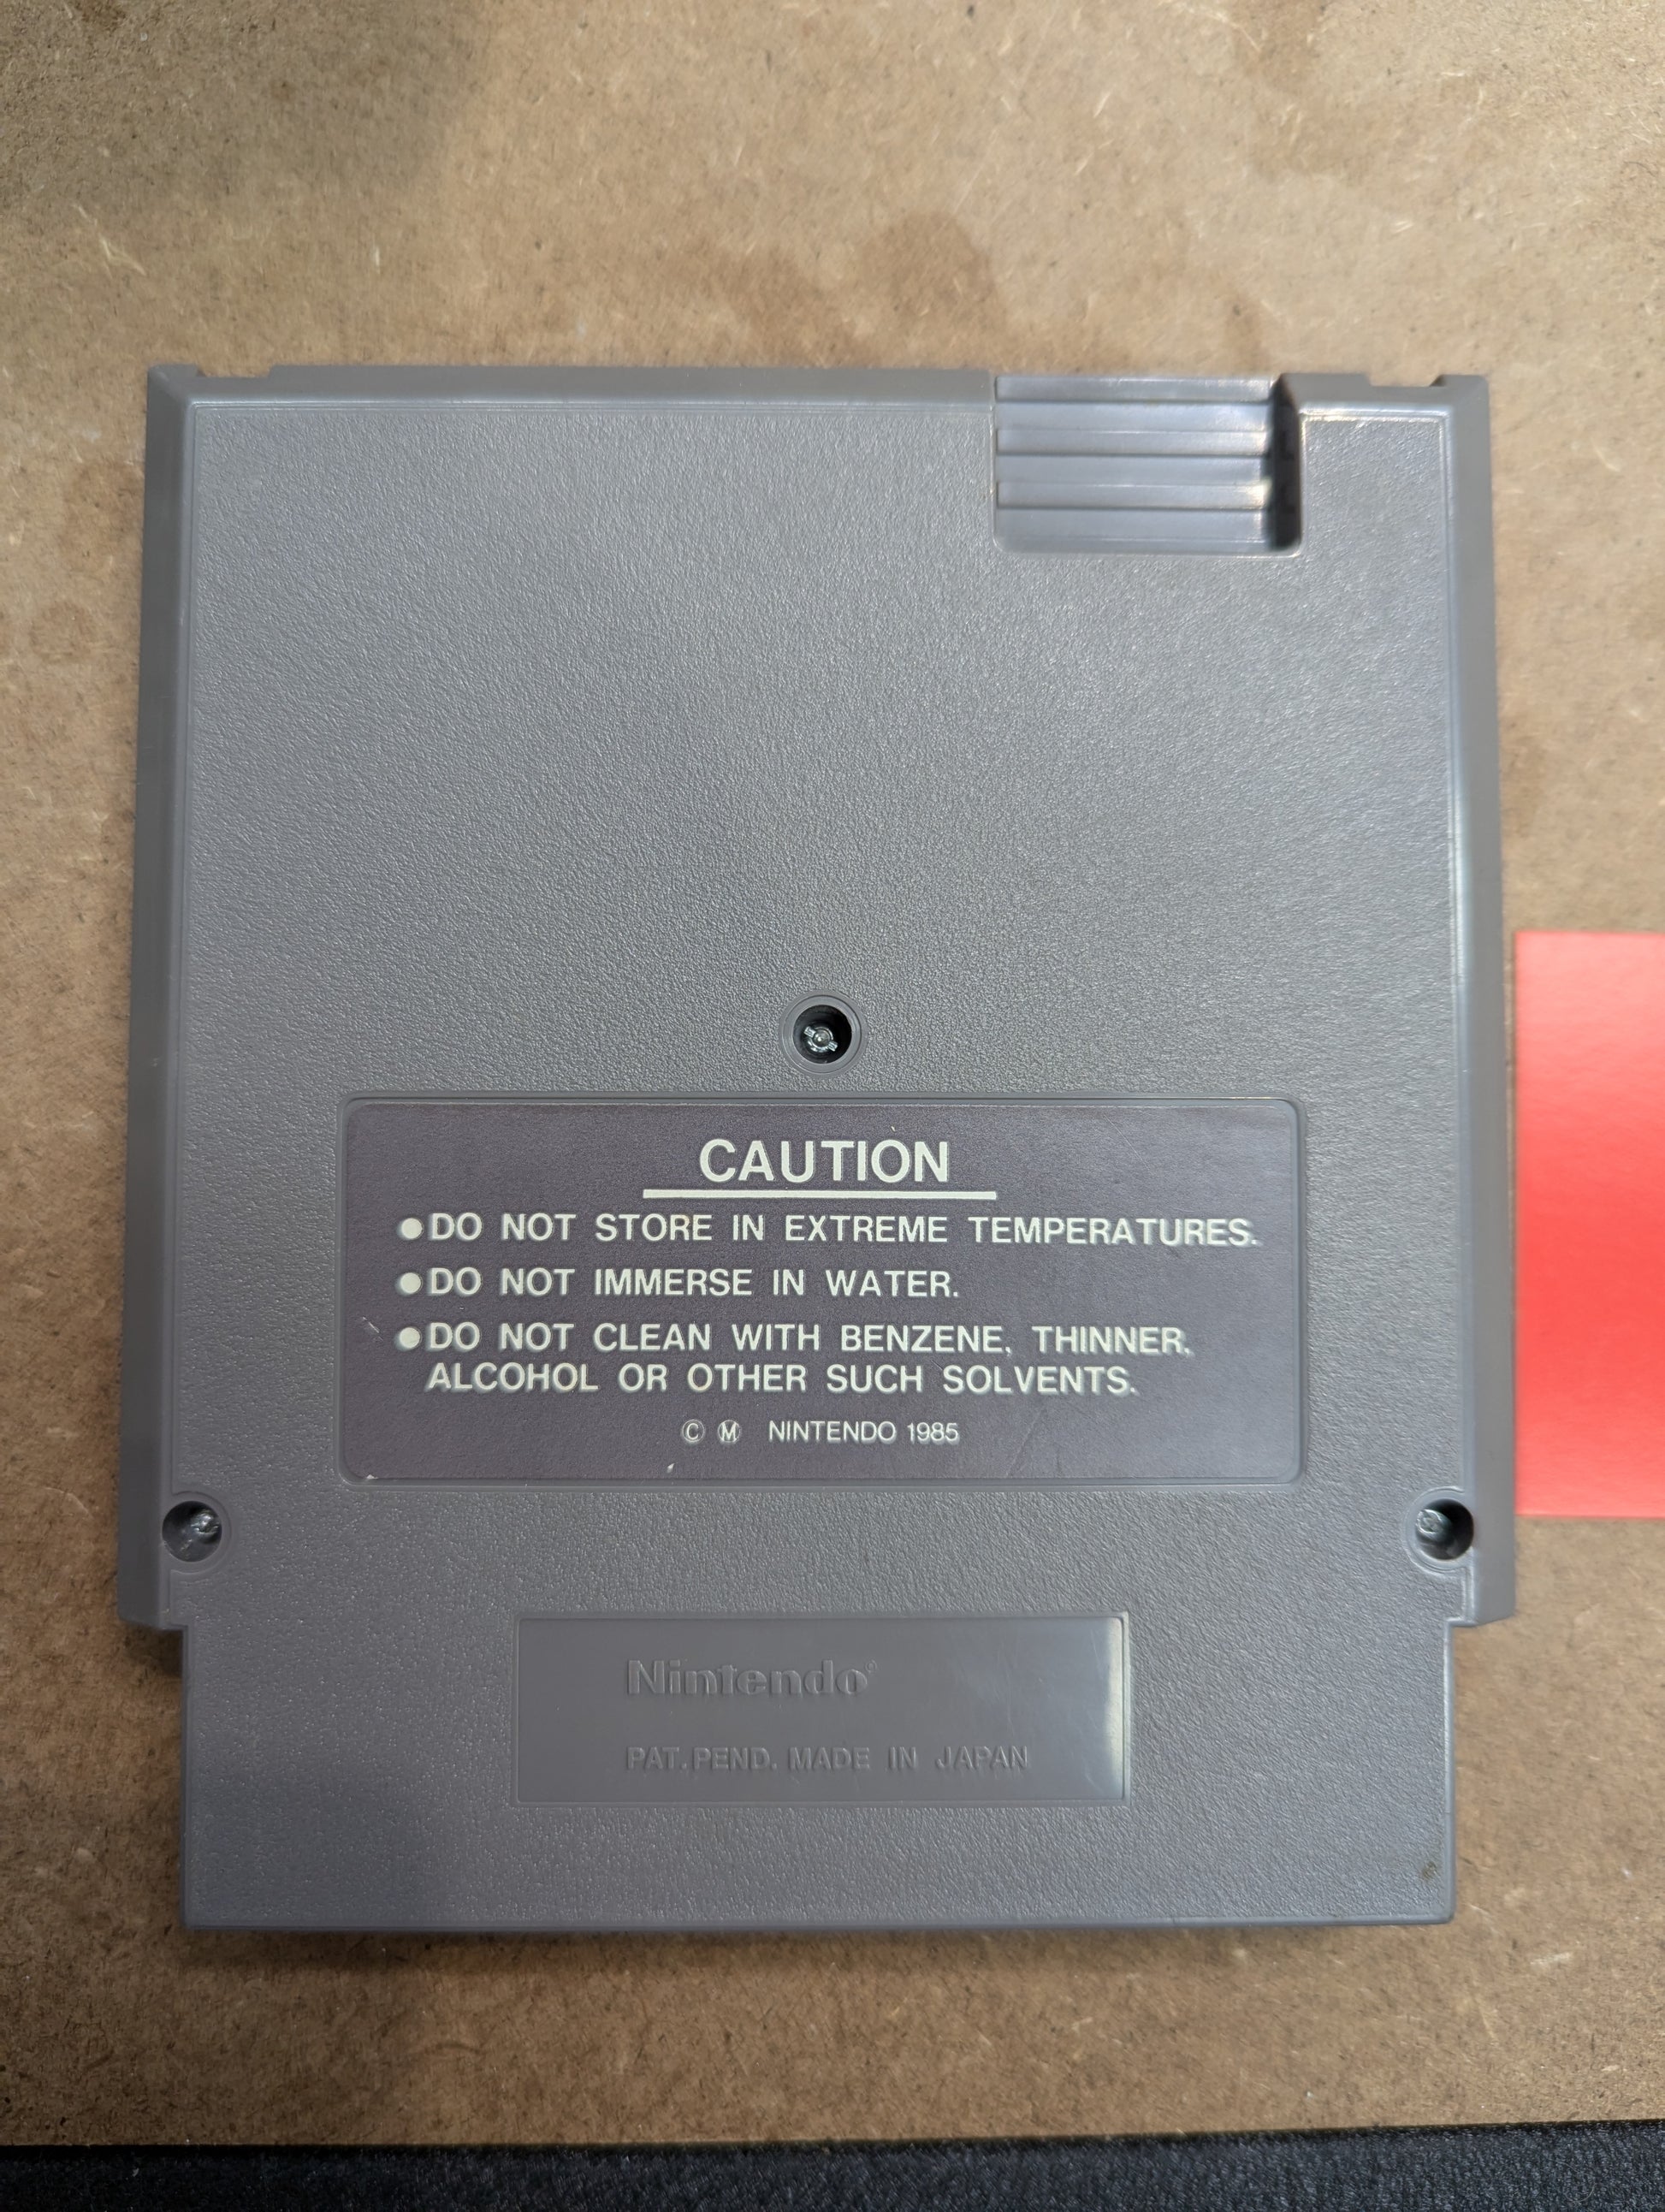 CAUTION
●DO NOT STORE IN EXTREME TEMPERATURES.
●DO NOT IMMERSE IN WATER.
●DO NOT CLEAN WITH BENZENE, THINNER,
ALCOHOL OR OTHER SUCH SOLVENTS.
Ⓒ Ⓜ NINTENDO 1985
Nintendo®
PAT.PEND. MADE IN JAPAN